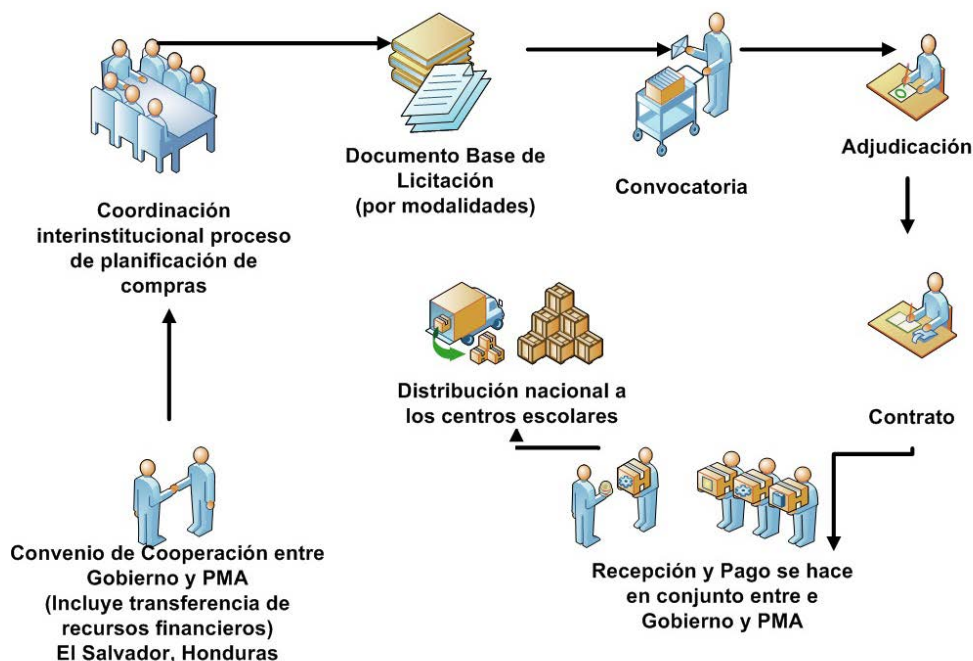 Coordinación
interinstitucional proceso
de planificación de
compras
Documento Base de
Licitación
(por modalidades)
Convocatoria
Adjudicación
Contrato
Recepción y Pago se hace
en conjunto entre e
Gobierno y PMA
Distribución nacional a
los centros escolares
Convenio de Cooperación entre
Gobierno y PMA
(Incluye transferencia de
recursos financieros)
El Salvador, Honduras